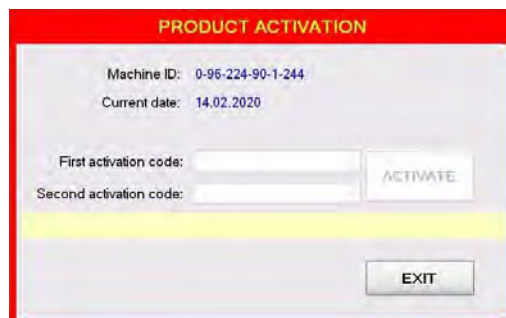 PRODUCT ACTIVATION
Machine ID: 0-96-224-90-1-244
Current date: 14.02.2020
First activation code:
ACTIVATE
Second activation code:
EXIT